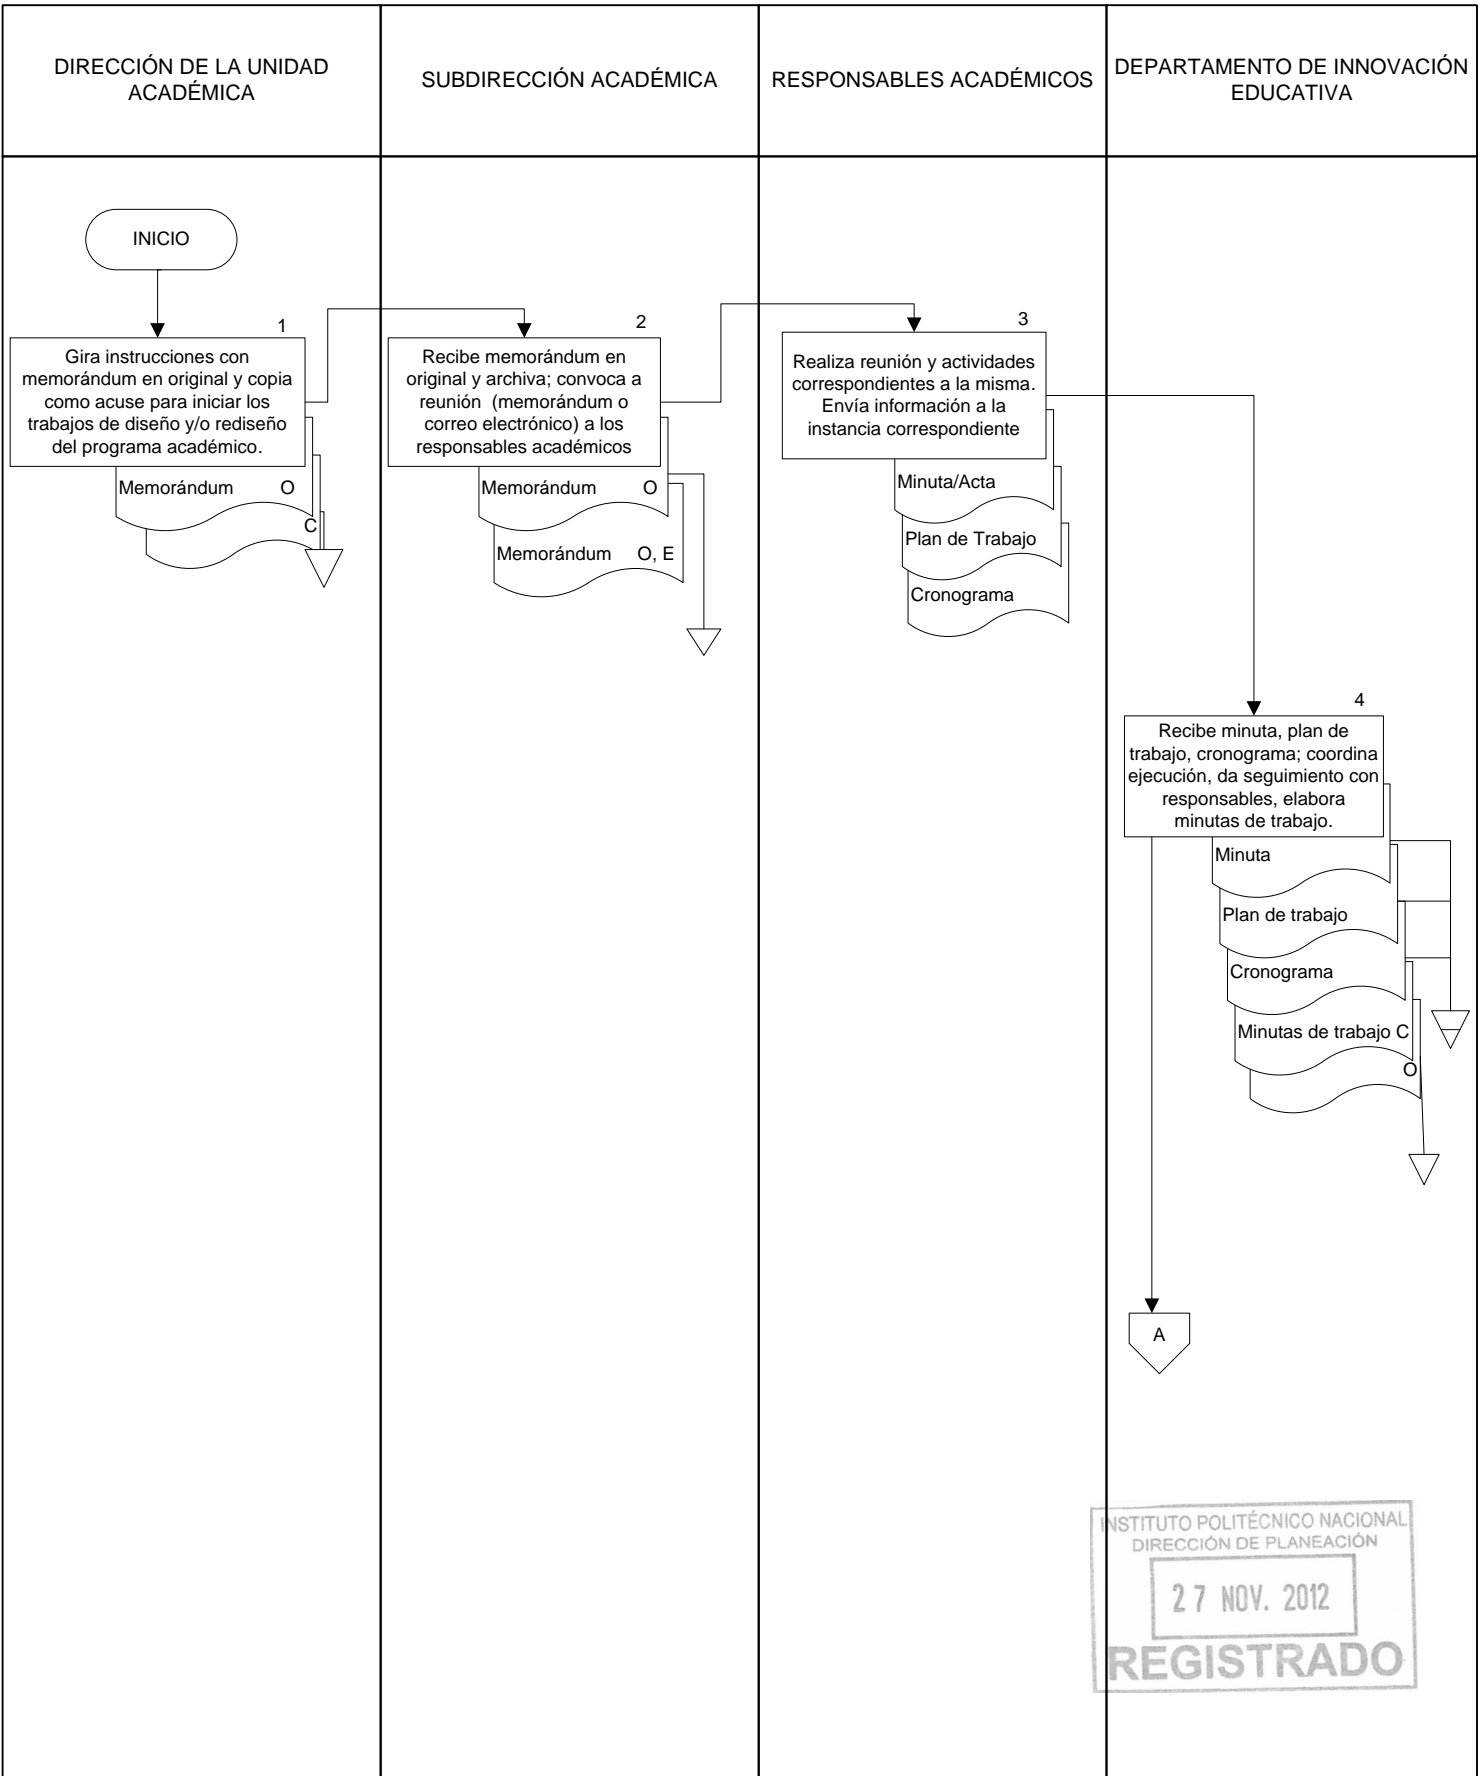 DIRECCIÓN DE LA UNIDAD
ACADÉMICA
SUBDIRECCIÓN ACADÉMICA
RESPONSABLES ACADÉMICOS
DEPARTAMENTO DE INNOVACIÓN
EDUCATIVA
INICIO
1
Gira instrucciones con
memorándum en original y copia
como acuse para iniciar los
trabajos de diseño y/o rediseño
del programa académico.
Memorándum O
C
2
Recibe memorándum en
original y archiva; convoca a
reunión (memorándum o
correo electrónico) a los
responsables académicos
Memorándum O
Memorándum O, E
3
Realiza reunión y actividades
correspondientes a la misma.
Envía información a la
instancia correspondiente
Minuta/Acta
Plan de Trabajo
Cronograma
4
Recibe minuta, plan de
trabajo, cronograma; coordina
ejecución, da seguimiento con
responsables, elabora
minutas de trabajo.
Minuta
Plan de trabajo
Cronograma
Minutas de trabajo C
O
A
INSTITUTO POLITÉCNICO NACIONAL
DIRECCIÓN DE PLANEACIÓN
27 NOV. 2012
REGISTRADO